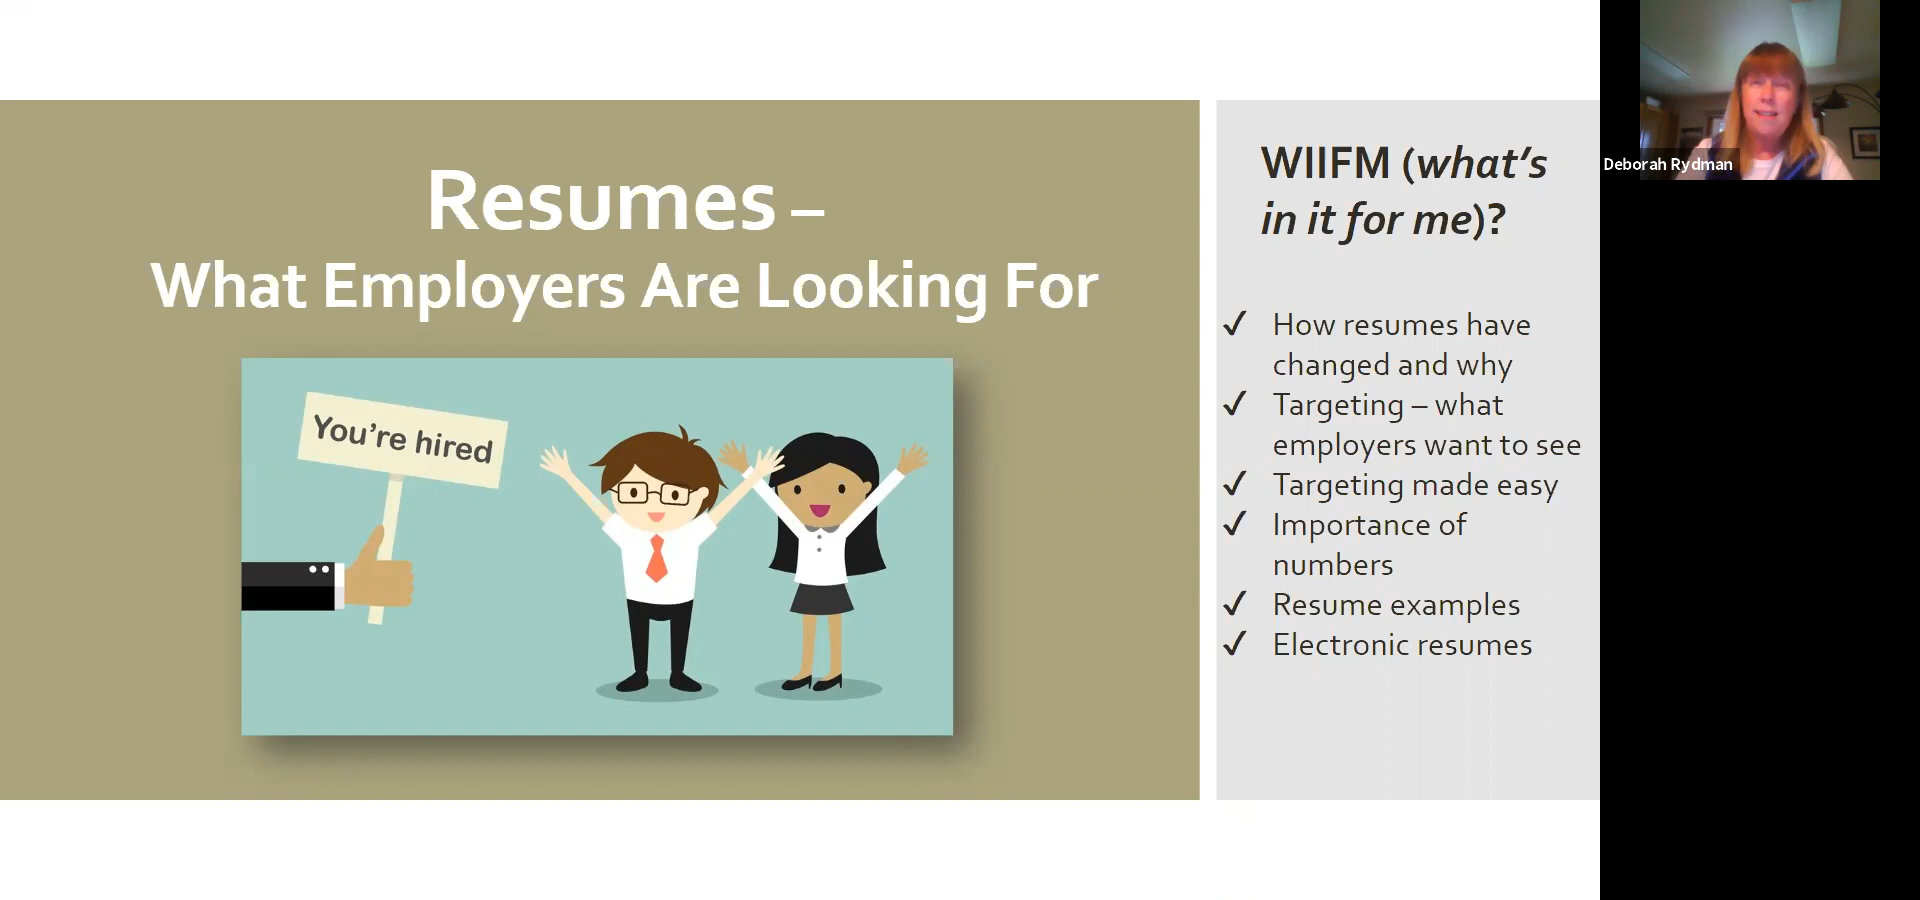 Resumes –
What Employers Are Looking For
You're hired
WIIFM (what's
in it for me)?
✓ How resumes have
changed and why
✓ Targeting – what
employers want to see
✓ Targeting made easy
✓ Importance of
numbers
✓ Resume examples
✓ Electronic resumes
Deborah Rydman